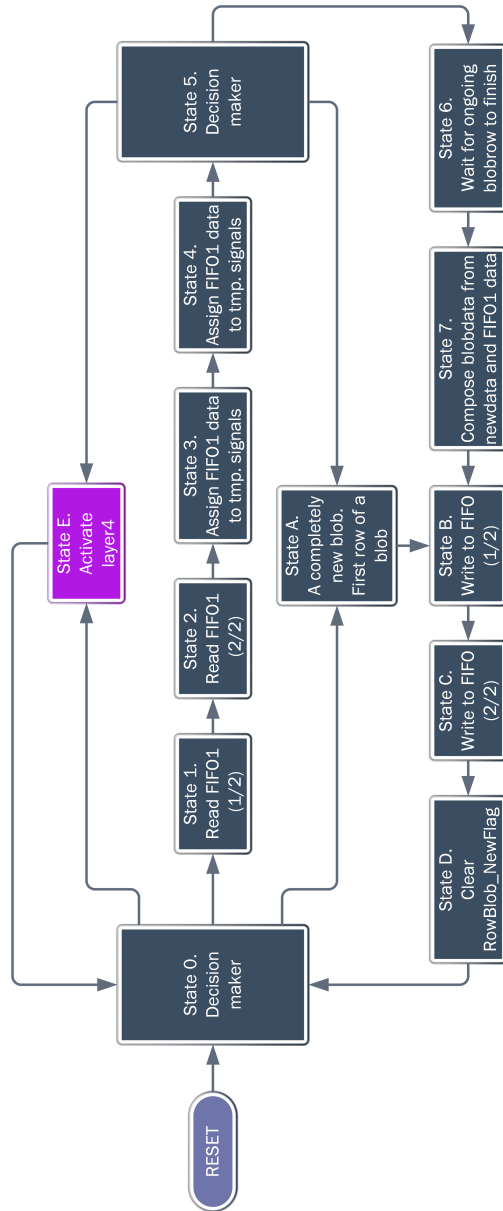 RESET
State 0.
Decision
maker
State E.
Activate
layer4
State 1.
Read FIFO1
(1/2)
State 2.
Read FIFO1
(2/2)
State 3.
Assign FIFO1 data
to tmp. signals
State 4.
Assign FIFO1 data
to tmp. signals
State 5.
Decision
maker
State A.
A completely
new blob.
First row of a
blob
State D.
Clear
RowBlob_NewFlag
State C.
Write to FIFO
(2/2)
State B.
Write to FIFO
(1/2)
State 7.
Compose blobdata from
newdata and FIFO1 data
State 6.
Wait for ongoing
blobrow to finish